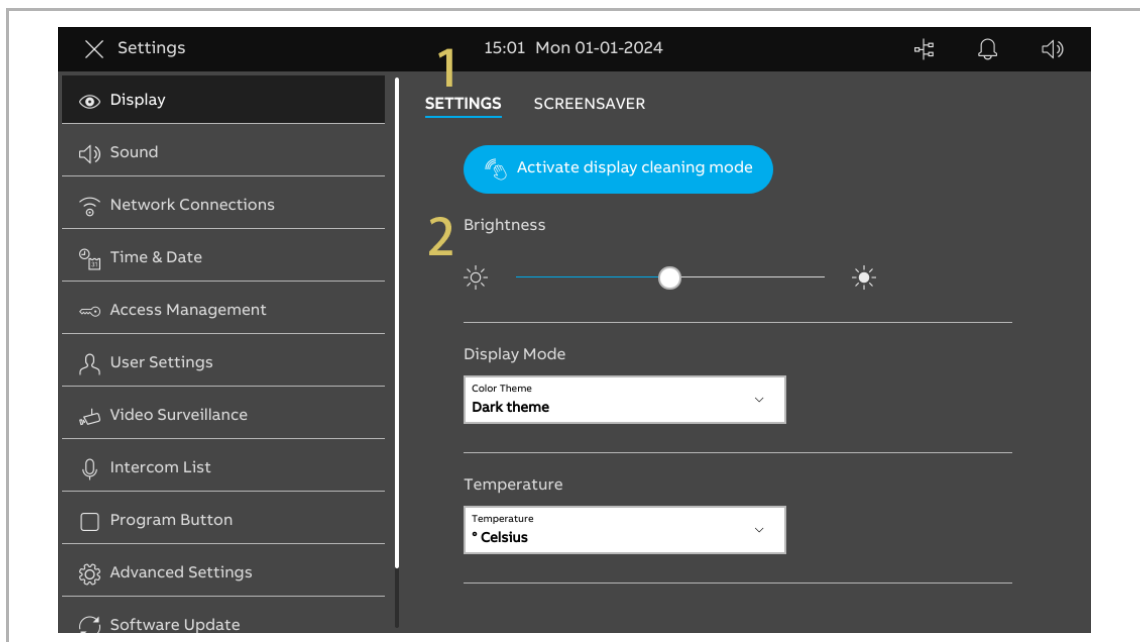 Settings
15:01 Mon 01-01-2024
1
Display
Sound
Network Connections
31
Time & Date
Access Management
User Settings
Video Surveillance
Intercom List
Program Button
Advanced Settings
Software Update
SETTINGS SCREENSAVER
Activate display cleaning mode
2
Brightness
Display Mode
Color Theme
Dark theme
Temperature
Temperature
° Celsius